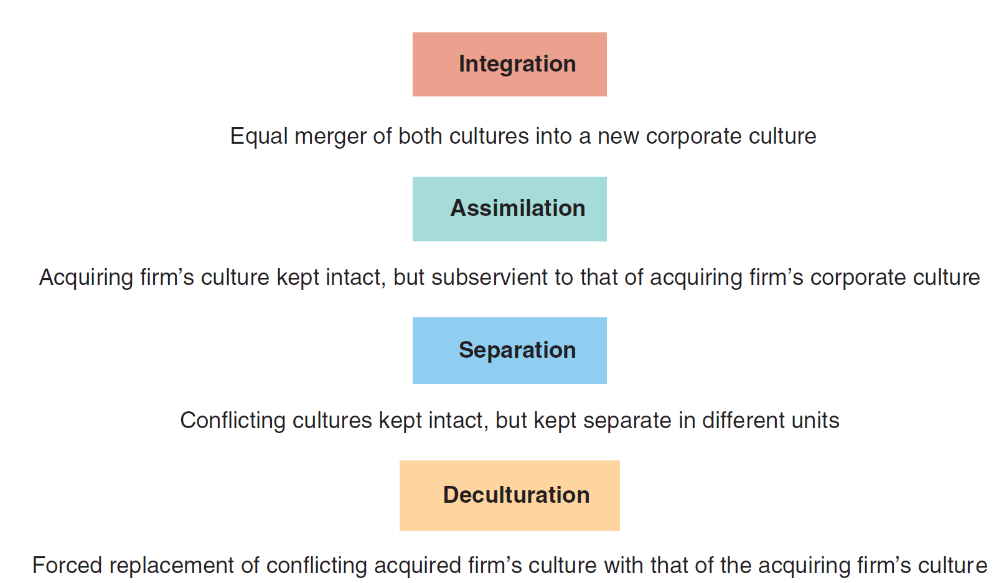 Integration
Equal merger of both cultures into a new corporate culture
Assimilation
Acquiring firm’s culture kept intact, but subservient to that of acquiring firm’s corporate culture
Separation
Conflicting cultures kept intact, but kept separate in different units
Deculturation
Forced replacement of conflicting acquired firm’s culture with that of the acquiring firm’s culture